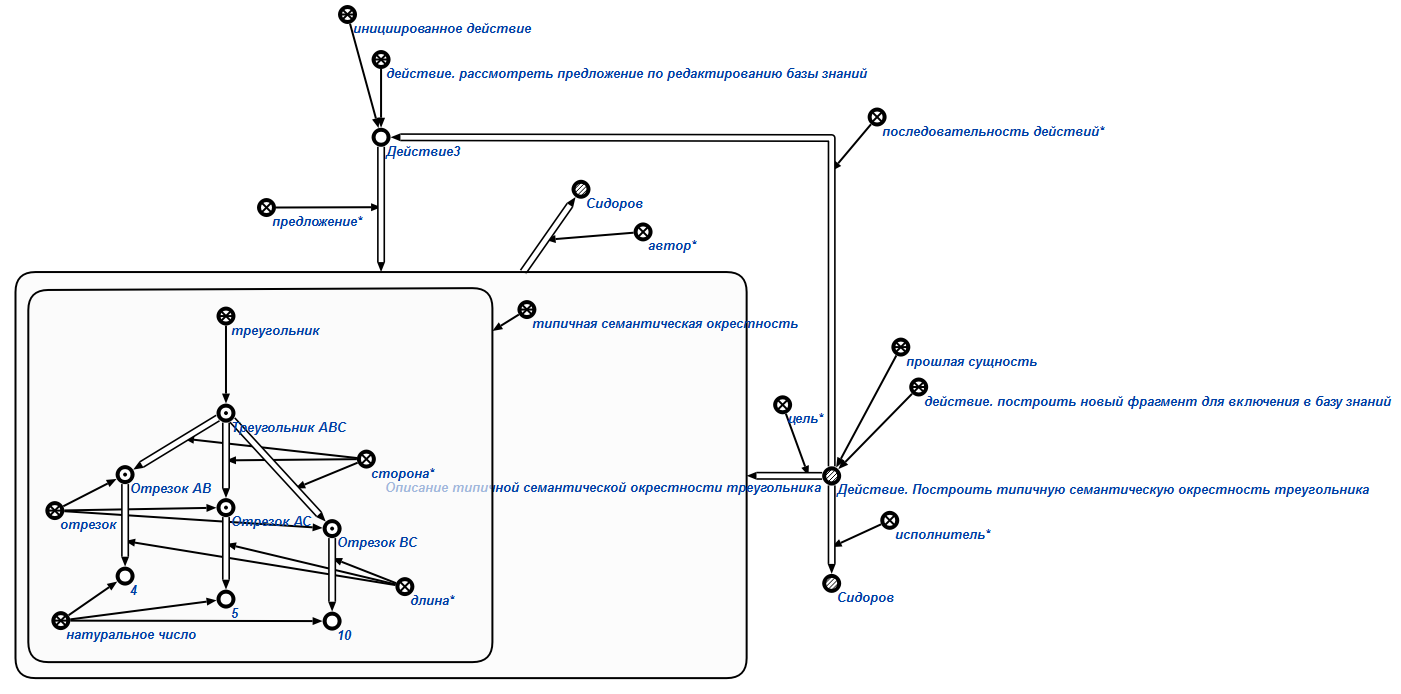 инициированное действие
действие. рассмотреть предложение по редактированию базы знаний
последовательность действий*
Действие3
Сидоров
предложение*
автор*
типичная семантическая окрестность
треугольник
прошлая сущность
действие. построить новый фрагмент для включения в базу знаний
цель*
Треугольник ABC
сторона*
Отрезок AB
Описание типичной семантической окрестности треугольника
Действие. Построить типичную семантическую окрестность треугольника
отрезок
Отрезок AC
исполнитель*
Отрезок BC
4
длина*
Сидоров
5
натуральное число
10